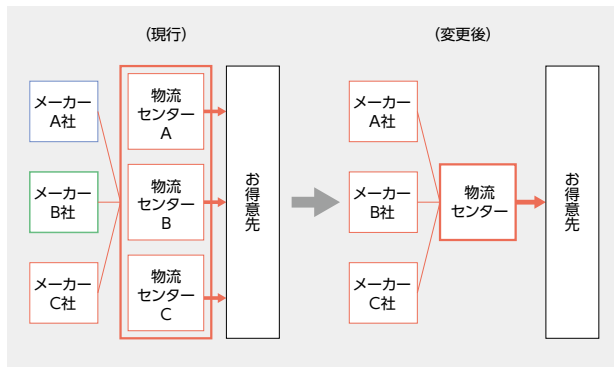 （現行）
メーカー
A社
メーカー
B社
メーカー
C社
物流
センター
A
物流
センター
B
物流
センター
C
お得意先
（変更後）
メーカー
A社
メーカー
B社
メーカー
C社
物流
センター
お得意先